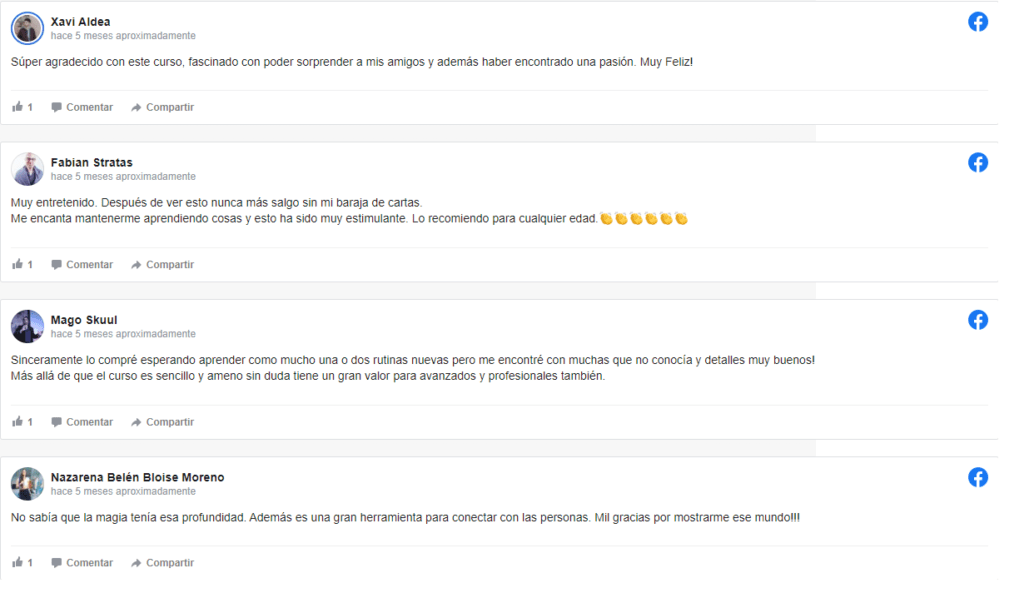 Xavi Aldea
hace 5 meses aproximadamente
Súper agradecido con este curso, fascinado con poder sorprender a mis amigos y además haber encontrado una pasión. Muy Feliz!
1 Comentar Compartir
Fabian Stratas
hace 5 meses aproximadamente
Muy entretenido. Después de ver esto nunca más salgo sin mi baraja de cartas.
Me encanta mantenerme aprendiendo cosas y esto ha sido muy estimulante. Lo recomiendo para cualquier edad.👏👏👏👏👏👏
1 Comentar Compartir
Mago Skuul
hace 5 meses aproximadamente
Sinceramente lo compré esperando aprender como mucho una o dos rutinas nuevas pero me encontré con muchas que no conocía y detalles muy buenos!
Más allá de que el curso es sencillo y ameno sin duda tiene un gran valor para avanzados y profesionales también.
1 Comentar Compartir
Nazarena Belén Bloise Moreno
hace 5 meses aproximadamente
No sabía que la magia tenía esa profundidad. Además es una gran herramienta para conectar con las personas. Mil gracias por mostrarme ese mundo!!!
1 Comentar Compartir